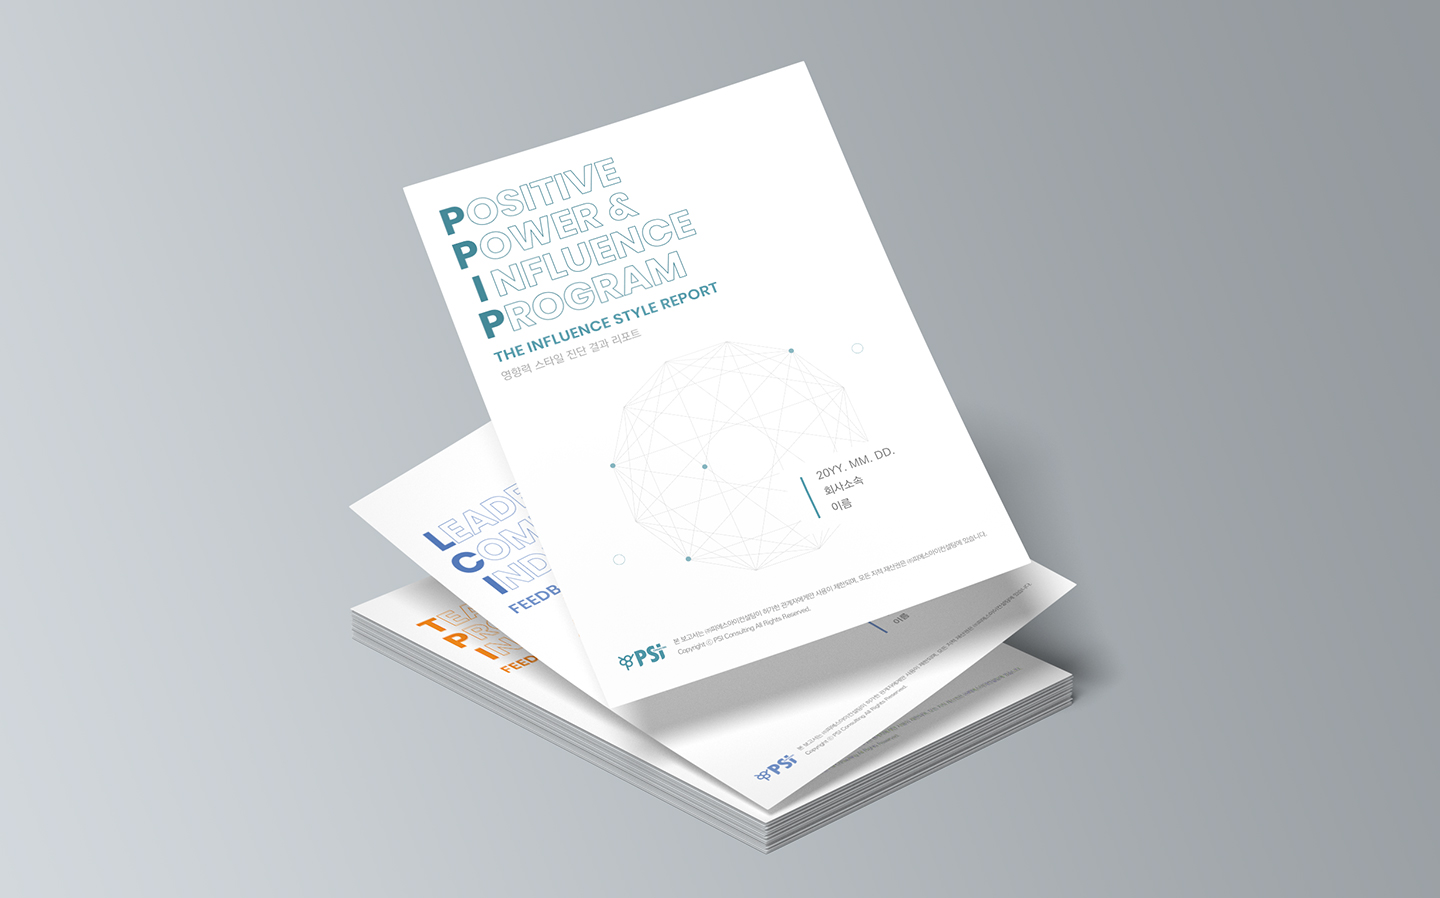 POSITIVE
POWER &
INFLUENCE
PROGRAM
THE INFLUENCE STYLE REPORT
영향력 스타일 진단 결과 리포트
20YY. MM. DD.
회사소속
이름
본 보고서는 ㈜피에스아이컨설팅이 허가한 관계자에게만 사용이 제한되며, 모든 지적 재산권은 ㈜피에스아이컨설팅에 있습니다.
Copyright ⓒ PSI Consulting All Rights Reserved.
PSi
LEADE
COM
IND
FEEDB
이름
Copyright ⓒ PSI Consulting All Rights Reserved.
PSi
TEA
PR
IN
FEED